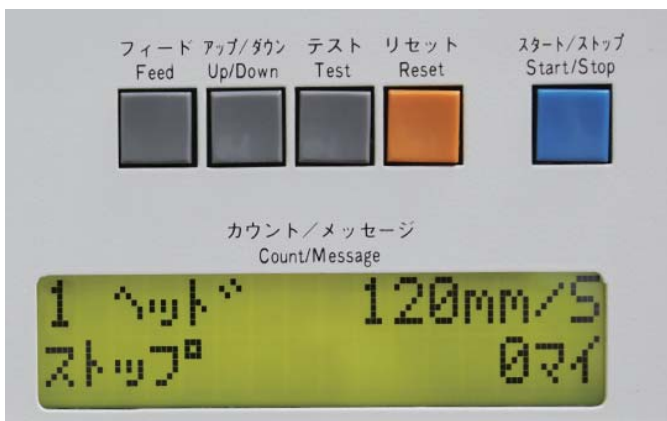 フィード アップ/ダウン テスト リセット スタート/ストップ
Feed Up/Down Test Reset Start/Stop
カウント/メッセージ
Count/Message
1 ヘッド 120mm/S
ストップ 0マイ